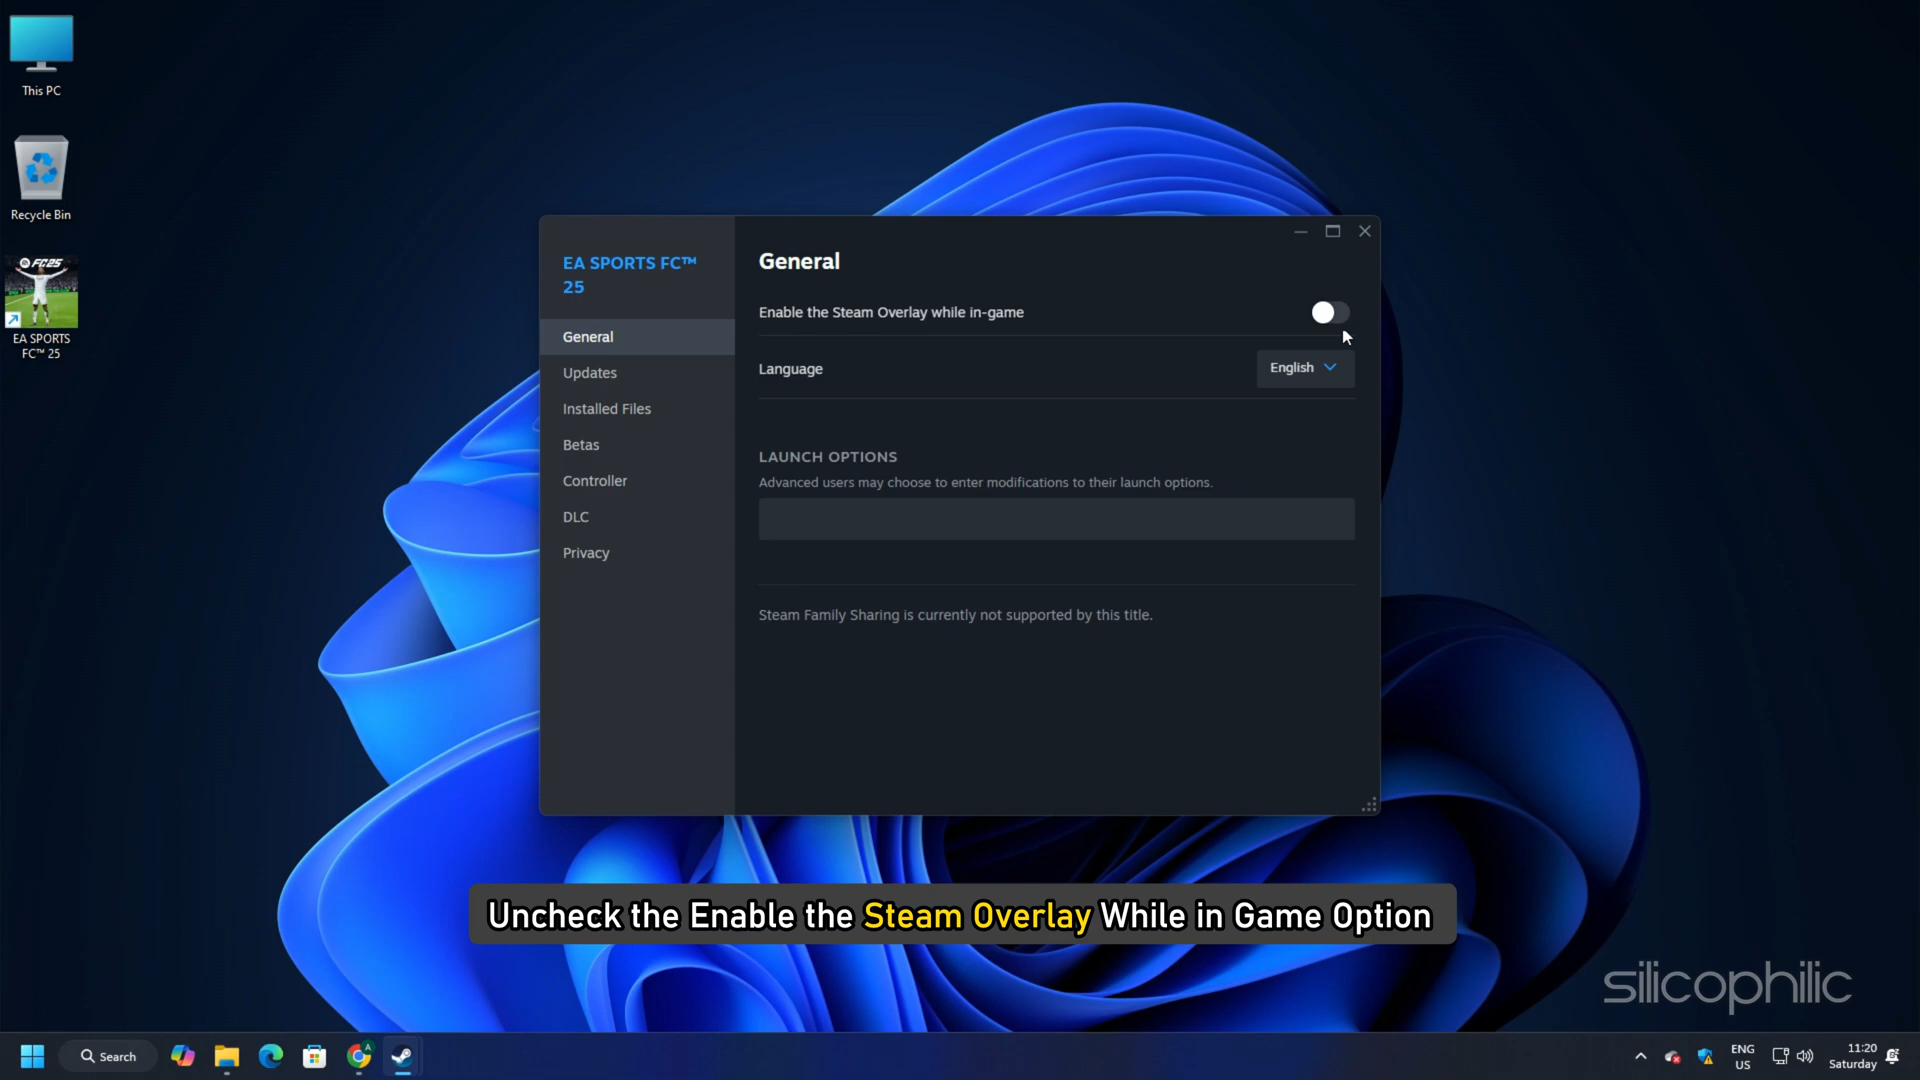 This PC
Recycle Bin
FC25
EA SPORTS
FC™ 25
EA SPORTS FC™
25
General
Updates
Installed Files
Betas
Controller
DLC
Privacy
General
Enable the Steam Overlay while in-game
Language
English
LAUNCH OPTIONS
Advanced users may choose to enter modifications to their launch options.
Steam Family Sharing is currently not supported by this title.
Uncheck the Enable the Steam Overlay While in Game Option
silicophilic
Search
A
ENG
US
11:20
Saturday